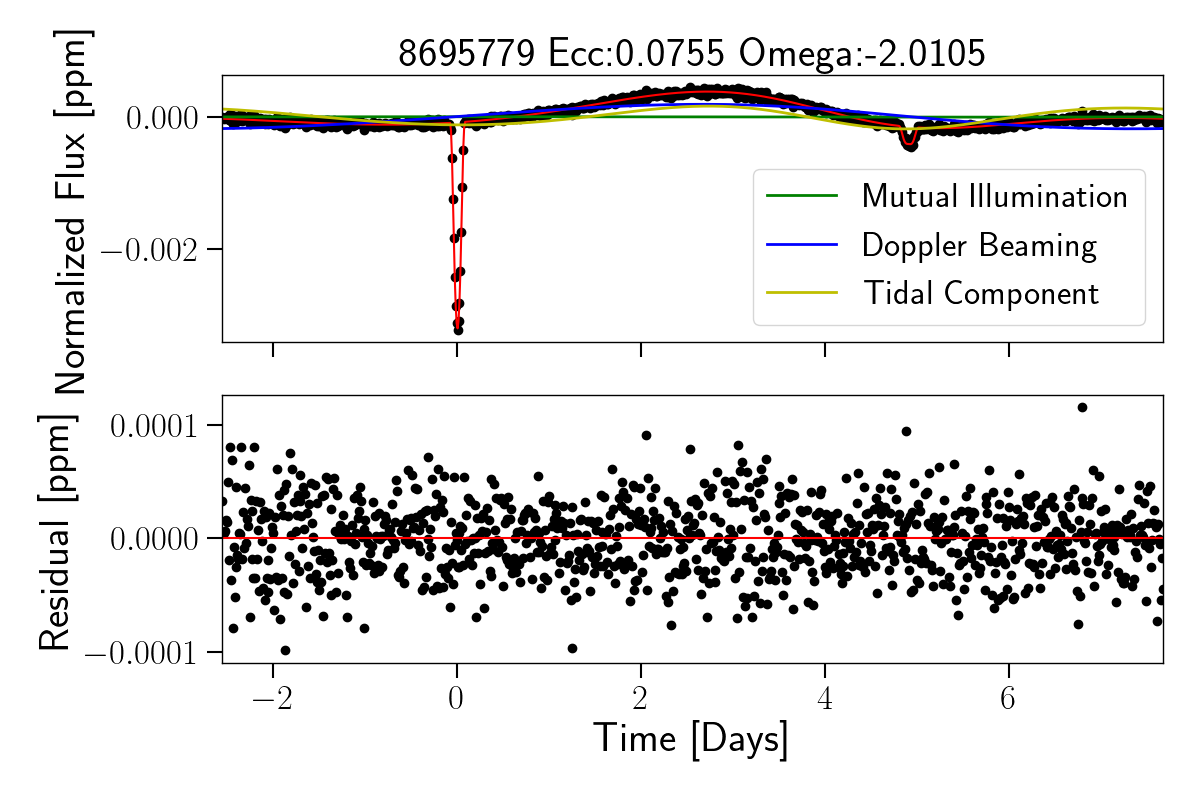 8695779 Ecc:0.0755 Omega:-2.0105
Normalized Flux [ppm]
0.000
−0.002
Mutual Illumination
Doppler Beaming
Tidal Component
Residual [ppm]
0.0001
0.0000
−0.0001
−2 0 2 4 6
Time [Days]